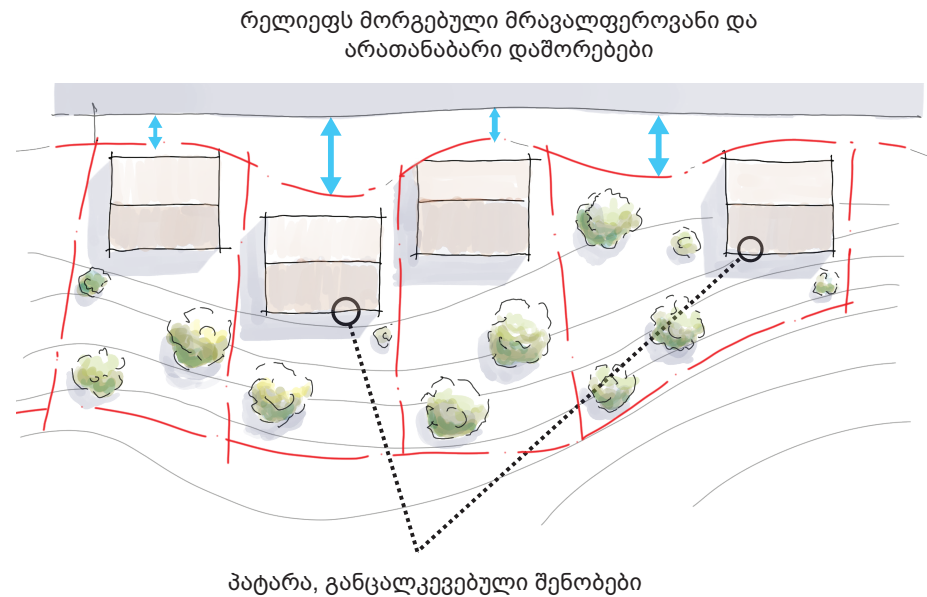 რელიეფს მორგებული მრავალფეროვანი და
არათანაბარი დაშორებები
პატარა, განცალკევებული შენობები